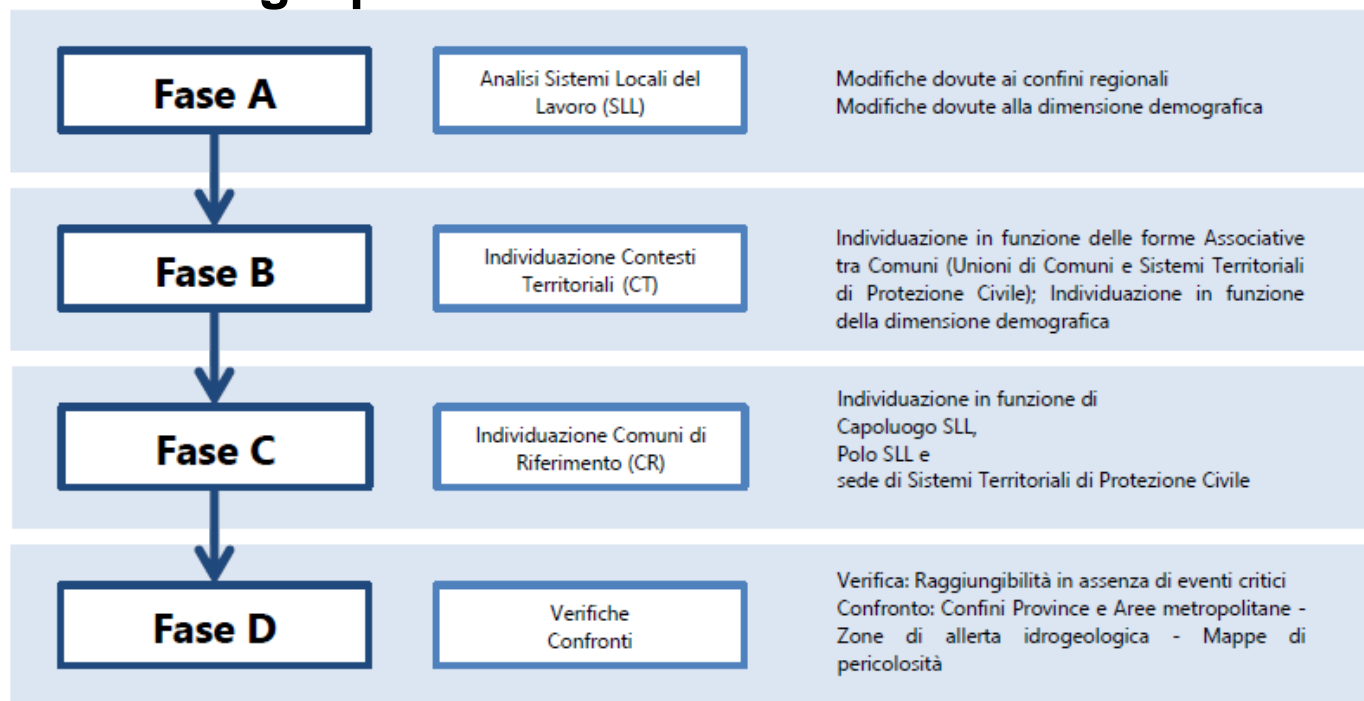 Fase A
Analisi Sistemi Locali del
Lavoro (SLL)
Modifiche dovute ai confini regionali
Modifiche dovute alla dimensione demografica
Fase B
Individuazione Contesti
Territoriali (CT)
Individuazione in funzione delle forme Associative
tra Comuni (Unioni di Comuni e Sistemi Territoriali
di Protezione Civile); Individuazione in funzione
della dimensione demografica
Fase C
Individuazione Comuni di
Riferimento (CR)
Individuazione in funzione di
Capoluogo SLL,
Polo SLL e
sede di Sistemi Territoriali di Protezione Civile
Fase D
Verifiche
Confronti
Verifica: Raggiungibilità in assenza di eventi critici
Confronto: Confini Province e Aree metropolitane -
Zone di allerta idrogeologica - Mappe di
pericolosità